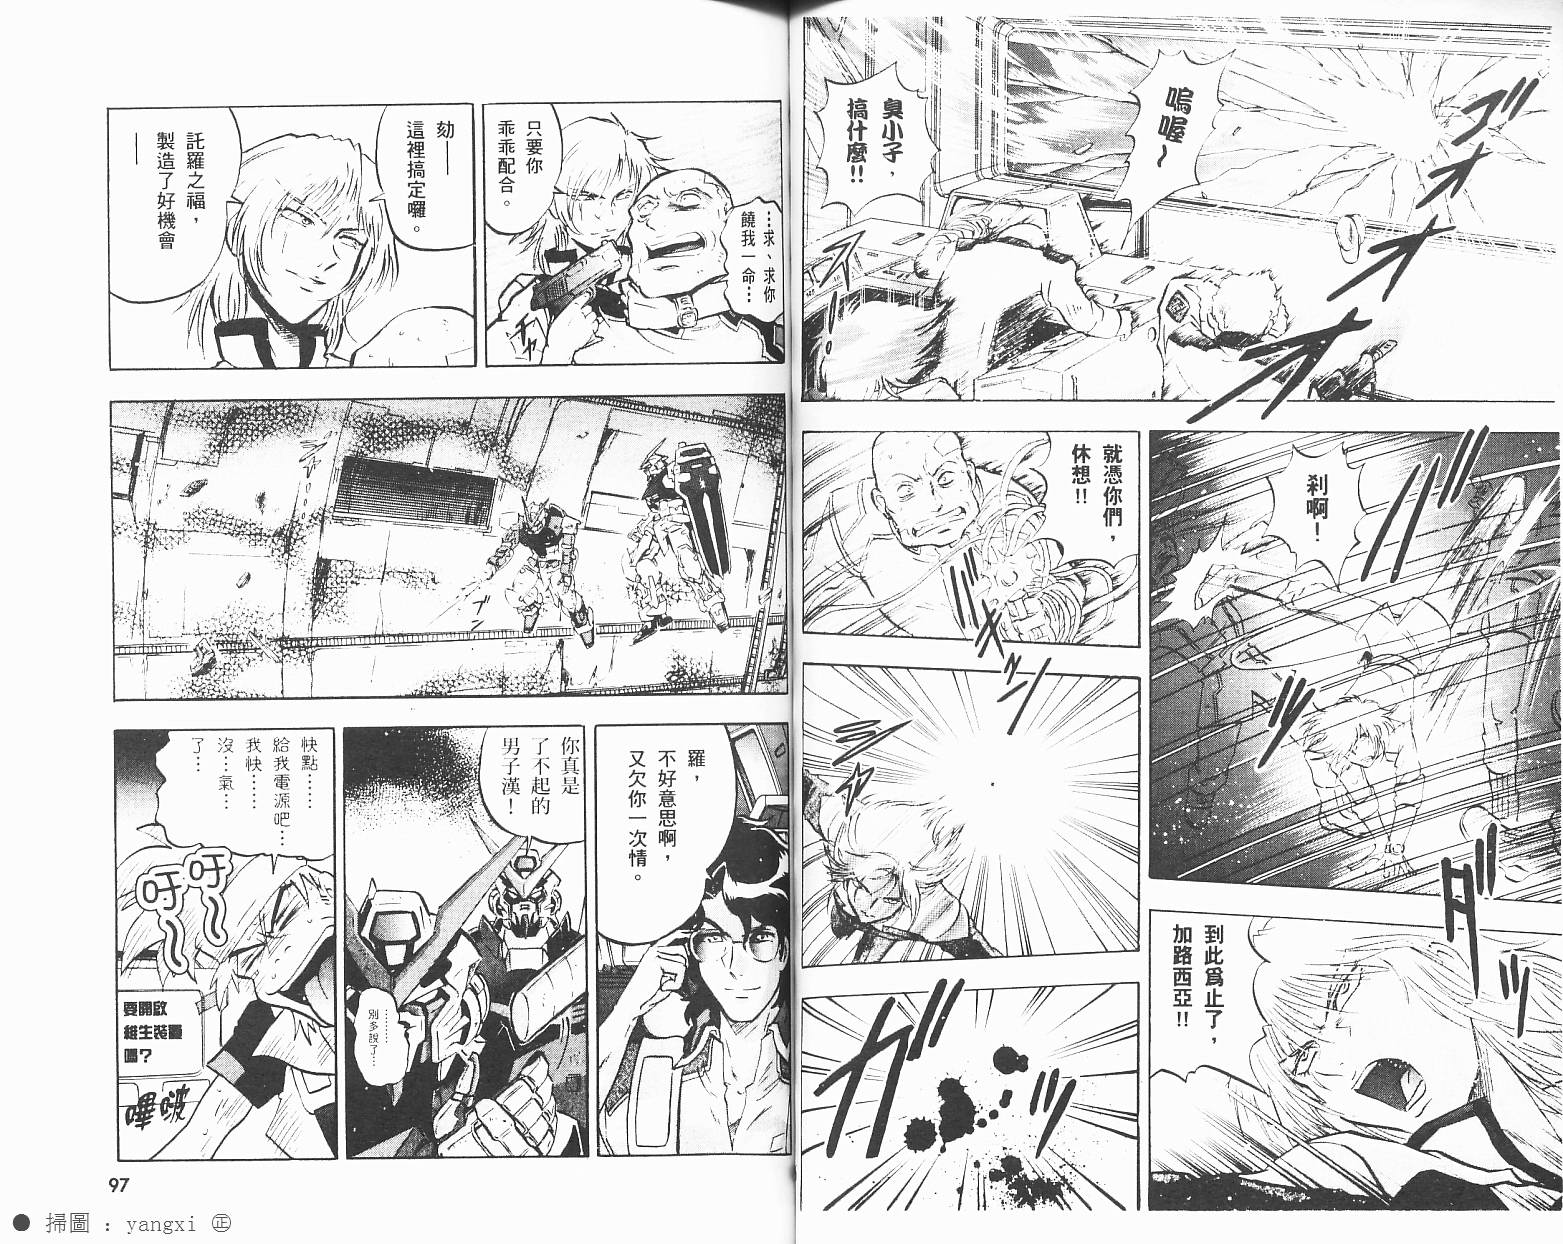 嗚喔～
臭小子，
搞什麼!!
剎啊！
就憑你們，
休想!!
到此為止了，
加路西亞!!
只要你
乖乖配合。
…求、求你
饒我一命…
劾——
這裡搞定囉。
託羅之福，
製造了好機會
——
羅，
不好意思啊，
又欠你一次情。
你真是
了不起的
男子漢！
………
別多說了…
快點……
給我電源吧…
我快……
沒…氣…
了…
吁
吁
要開啟
維生裝置
嗎？
嗶啵
97
● 掃圖 : yangxi ㊣